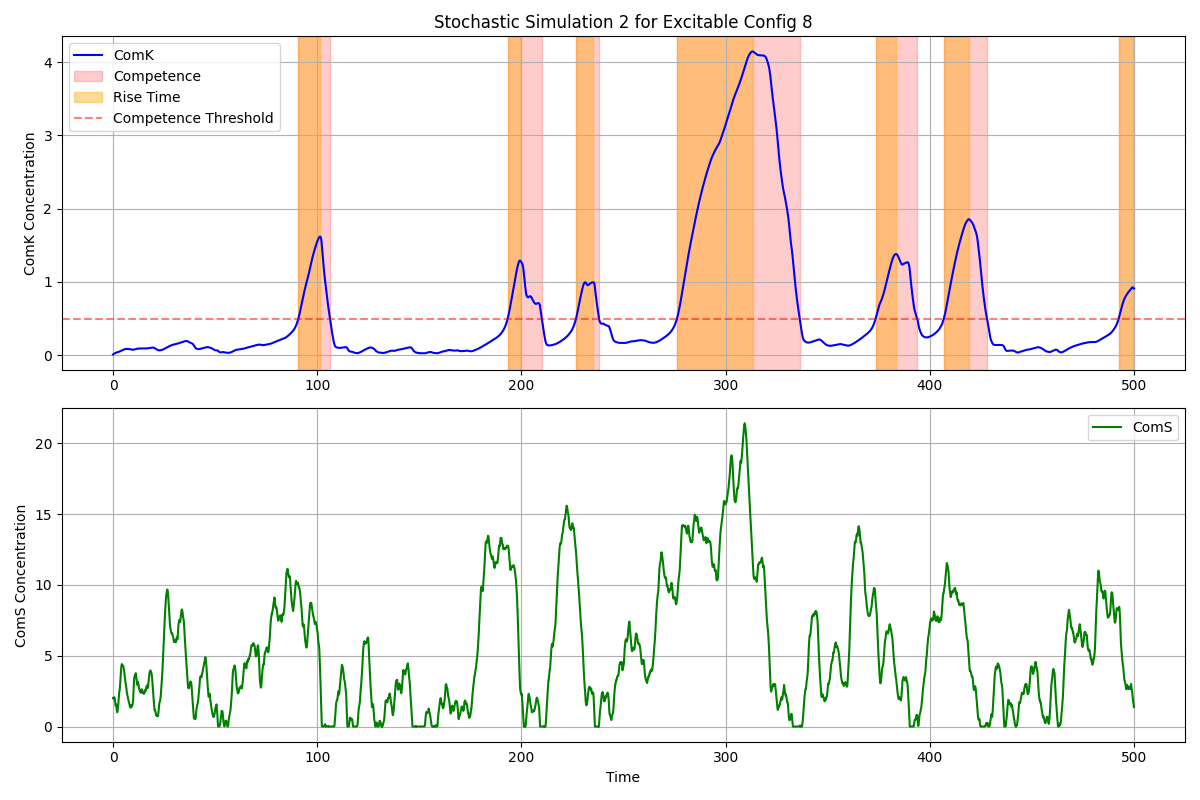 Stochastic Simulation 2 for Excitable Config 8
ComK
Competence
Rise Time
Competence Threshold
ComK Concentration
4
3
2
1
0
0 100 200 300 400 500
ComS
ComS Concentration
20
15
10
5
0
0 100 200 300 400 500
Time